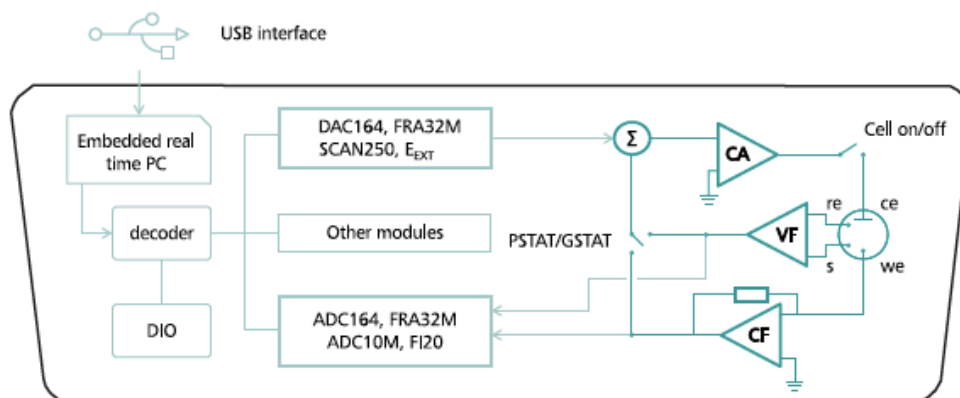 USB interface
Embedded real
time PC
DAC164, FRA32M
SCAN250, E_EXT
Σ
CA
Cell on/off
re
ce
decoder
Other modules
PSTAT/GSTAT
VF
s
we
DIO
ADC164, FRA32M
ADC10M, FI20
CF